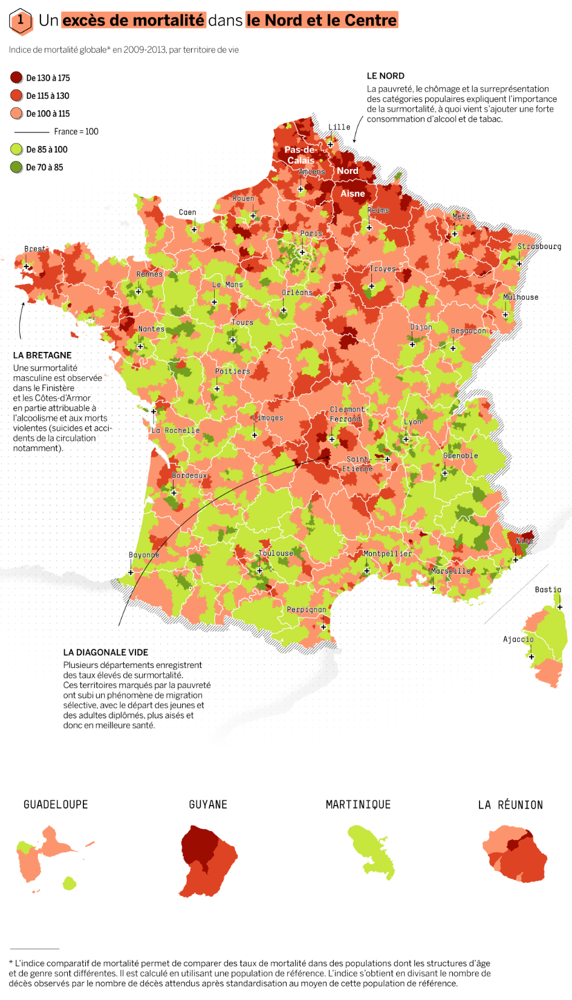 1 Un excès de mortalité dans le Nord et le Centre
Indice de mortalité globale* en 2009-2013, par territoire de vie
De 130 à 175
De 115 à 130
De 100 à 115
France = 100
De 85 à 100
De 70 à 85
LE NORD
La pauvreté, le chômage et la surreprésentation
des catégories populaires expliquent l'importance
de la surmortalité, à quoi vient s'ajouter une forte
consommation d'alcool et de tabac.
Lille
Pas-de-
Calais
Nord
Amiens
Aisne
Rouen
Reims
Caen
Metz
Paris
Strasbourg
Brest
Troyes
Rennes
Le Mans
Orléans
Mulhouse
Tours
Nantes
Dijon
Besançon
LA BRETAGNE
Une surmortalité
masculine est observée
dans le Finistère
et les Côtes-d'Armor
en partie attribuable à
l'alcoolisme et aux morts
violentes (suicides et acci-
dents de la circulation
notamment).
Poitiers
Clermont-
Ferrand
Limoges
Lyon
La Rochelle
Saint-
Etienne
Grenoble
Bordeaux
Nice
Bayonne
Toulouse
Montpellier
Marseille
Bastia
Perpignan
Ajaccio
LA DIAGONALE VIDE
Plusieurs départements enregistrent
des taux élevés de surmortalité.
Ces territoires marqués par la pauvreté
ont subi un phénomène de migration
sélective, avec le départ des jeunes et
des adultes diplômés, plus aisés et
donc en meilleure santé.
GUADELOUPE
GUYANE
MARTINIQUE
LA RÉUNION
* L'indice comparatif de mortalité permet de comparer des taux de mortalité dans des populations dont les structures d'âge
et de genre sont différentes. Il est calculé en utilisant une population de référence. L'indice s'obtient en divisant le nombre de
décès observés par le nombre de décès attendus après standardisation au moyen de cette population de référence.